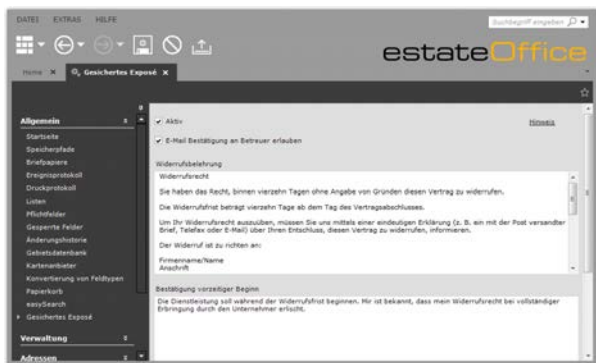 DATEI EXTRAS HILFE
Suchbegriff eingeben
estateOffice
Home Gesichertes Exposé
Allgemein
Startseite
Speicherpfade
Briefpapiere
Ereignisprotokoll
Druckprotokoll
Listen
Pflichtfelder
Gesperrte Felder
Änderungshistorie
Gebietsdatenbank
Kartenanbieter
Konvertierung von Feldtypen
Papierkorb
easySearch
Gesichertes Exposé
Verwaltung
Adressen
Aktiv
Hinweis
E-Mail Bestätigung an Betreuer erlauben
Widerrufsbelehrung
Widerrufsrecht
Sie haben das Recht, binnen vierzehn Tagen ohne Angabe von Gründen diesen Vertrag zu widerrufen.
Die Widerrufsfrist beträgt vierzehn Tage ab dem Tag des Vertragsabschlusses.
Um Ihr Widerrufsrecht auszuüben, müssen Sie uns mittels einer eindeutigen Erklärung (z. B. ein mit der Post versandter
Brief, Telefax oder E-Mail) über Ihren Entschluss, diesen Vertrag zu widerrufen, informieren.
Der Widerruf ist zu richten an:
Firmenname/Name
Anschrift
Bestätigung vorzeitiger Beginn
Die Dienstleistung soll während der Widerrufsfrist beginnen. Mir ist bekannt, dass mein Widerrufsrecht bei vollständiger
Erbringung durch den Unternehmer erlischt.